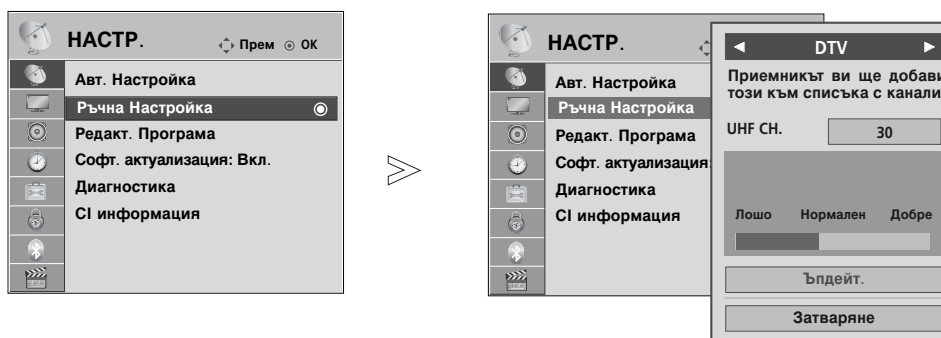 НАСТР.
Прем ОК
Авт. Настройка
Ръчна Настройка
Редакт. Програма
Софт. актуализация: Вкл.
Диагностика
CI информация
НАСТР.
Авт. Настройка
Ръчна Настройка
Редакт. Програма
Софт. актуализация:
Диагностика
CI информация
DTV
Приемникът ви ще добави
този към списъка с канали
UHF CH. 30
Лошо Нормален Добре
Ъпдейт.
Затваряне